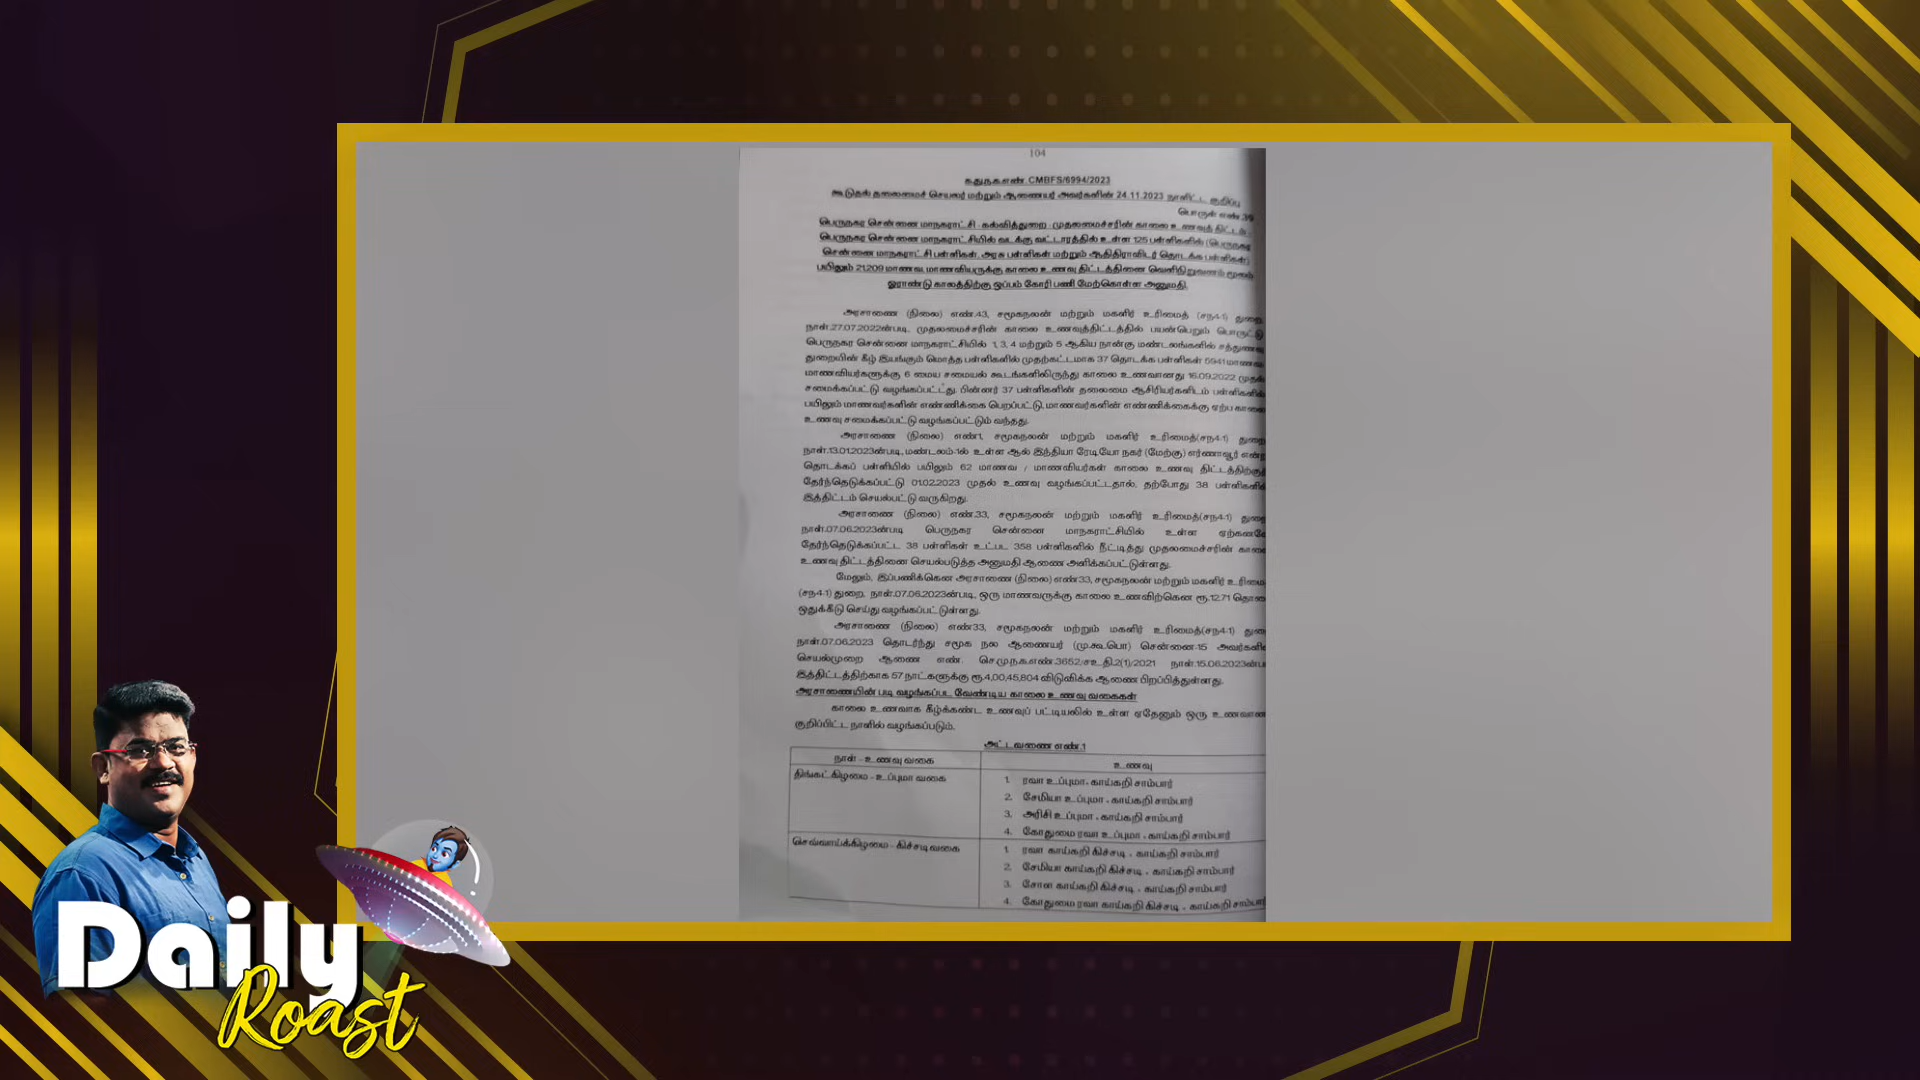 104
க.து.ந.க.எண். CMBFS/6994/2023
கூடுதல் தலைமைச் செயலர் மற்றும் ஆணையர் அவர்களின் 24.11.2023 நாளிட்ட குறிப்பு
பொருள் எண்.39
பெருநகர சென்னை மாநகராட்சி - கல்வித்துறை - முதலமைச்சரின் காலை உணவுத் திட்டம் -
பெருநகர சென்னை மாநகராட்சியில் வடக்கு வட்டாரத்தில் உள்ள 125 பள்ளிகளில் (பெருநகர
சென்னை மாநகராட்சி பள்ளிகள், அரசு பள்ளிகள் மற்றும் ஆதிதிராவிடர் தொடக்க பள்ளிகள்)
பயிலும் 21,209 மாணவ, மாணவியருக்கு காலை உணவு திட்டத்தினை வெளிநிறுவனம் மூலம்
ஓராண்டு காலத்திற்கு ஒப்பம் கோரி பணி மேற்கொள்ள அனுமதி.
அரசாணை (நிலை) எண்.43, சமூகநலன் மற்றும் மகளிர் உரிமைத் (சந4-1) துறை,
நாள்.27.07.2022ன்படி, முதலமைச்சரின் காலை உணவுத்திட்டத்தில் பயன்பெறும் பொருட்டு
பெருநகர சென்னை மாநகராட்சியில் 1, 3, 4 மற்றும் 5 ஆகிய நான்கு மண்டலங்களில் சத்துணவு
துறையின் கீழ் இயங்கும் மொத்த பள்ளிகளில் முதற்கட்டமாக 37 தொடக்க பள்ளிகள் 5941 மாணவ
மாணவியர்களுக்கு 6 மைய சமையல் கூடங்களிலிருந்து காலை உணவானது 16.09.2022 முதல்
சமைக்கப்பட்டு வழங்கப்பட்டது. பின்னர் 37 பள்ளிகளின் தலைமை ஆசிரியர்களிடம் பள்ளிகளில்
பயிலும் மாணவர்களின் எண்ணிக்கை பெறப்பட்டு, மாணவர்களின் எண்ணிக்கைக்கு ஏற்ப காலை
உணவு சமைக்கப்பட்டு வழங்கப்பட்டும் வந்தது.
அரசாணை (நிலை) எண்1, சமூகநலன் மற்றும் மகளிர் உரிமைத்(சந4-1) துறை
நாள்.13.01.2023ன்படி, மண்டலம்-1ல் உள்ள ஆல் இந்தியா ரேடியோ நகர் (மேற்கு) எர்ணாவூர் என்ற
தொடக்கப் பள்ளியில் பயிலும் 62 மாணவ / மாணவியர்கள் காலை உணவு திட்டத்திற்குத்
தேர்ந்தெடுக்கப்பட்டு 01.02.2023 முதல் உணவு வழங்கப்பட்டதால், தற்போது 38 பள்ளிகளில்
இத்திட்டம் செயல்பட்டு வருகிறது.
அரசாணை (நிலை) எண்.33, சமூகநலன் மற்றும் மகளிர் உரிமைத்(சந4-1) துறை
நாள்.07.06.2023ன்படி பெருநகர சென்னை மாநகராட்சியில் உள்ள ஏற்கனவே
தேர்ந்தெடுக்கப்பட்ட 38 பள்ளிகள் உட்பட 358 பள்ளிகளில் நீட்டித்து முதலமைச்சரின் காலை
உணவு திட்டத்தினை செயல்படுத்த அனுமதி ஆணை அளிக்கப்பட்டுள்ளது.
மேலும், இப்பணிக்கென அரசாணை (நிலை) எண்33, சமூகநலன் மற்றும் மகளிர் உரிமை
(சந4-1) துறை, நாள்.07.06.2023ன்படி, ஒரு மாணவருக்கு காலை உணவிற்கென ரூ.12.71 தொகை
ஒதுக்கீடு செய்து வழங்கப்பட்டுள்ளது.
அரசாணை (நிலை) எண்33, சமூகநலன் மற்றும் மகளிர் உரிமைத்(சந4-1) துறை
நாள்.07.06.2023 தொடர்ந்து சமூக நல ஆணையர் (மு.கூ.பொ) சென்னை-15 அவர்களின்
செயல்முறை ஆணை எண். செ.மு.ந.க.எண்.3652/சஉதி.2(1)/2021 நாள்.15.06.2023ன்படி
இத்திட்டத்திற்காக 57 நாட்களுக்கு ரூ.4,00,45,804 விடுவிக்க ஆணை பிறப்பித்துள்ளது.
அரசாணையின் படி வழங்கப்பட வேண்டிய காலை உணவு வகைகள்
காலை உணவாக கீழ்க்கண்ட உணவுப் பட்டியலில் உள்ள ஏதேனும் ஒரு உணவான
குறிப்பிட்ட நாளில் வழங்கப்படும்.
அட்டவணை எண்.1
நாள் - உணவு வகை உணவு
திங்கட்கிழமை - உப்புமா வகை
1. ரவா உப்புமா + காய்கறி சாம்பார்
2. சேமியா உப்புமா + காய்கறி சாம்பார்
3. அரிசி உப்புமா + காய்கறி சாம்பார்
4. கோதுமை ரவா உப்புமா + காய்கறி சாம்பார்
செவ்வாய்க்கிழமை - கிச்சடி வகை
1. ரவா காய்கறி கிச்சடி + காய்கறி சாம்பார்
2. சேமியா காய்கறி கிச்சடி + காய்கறி சாம்பார்
3. சோள காய்கறி கிச்சடி + காய்கறி சாம்பார்
4. கோதுமை ரவா காய்கறி கிச்சடி + காய்கறி சாம்பார்
Daily
Roast